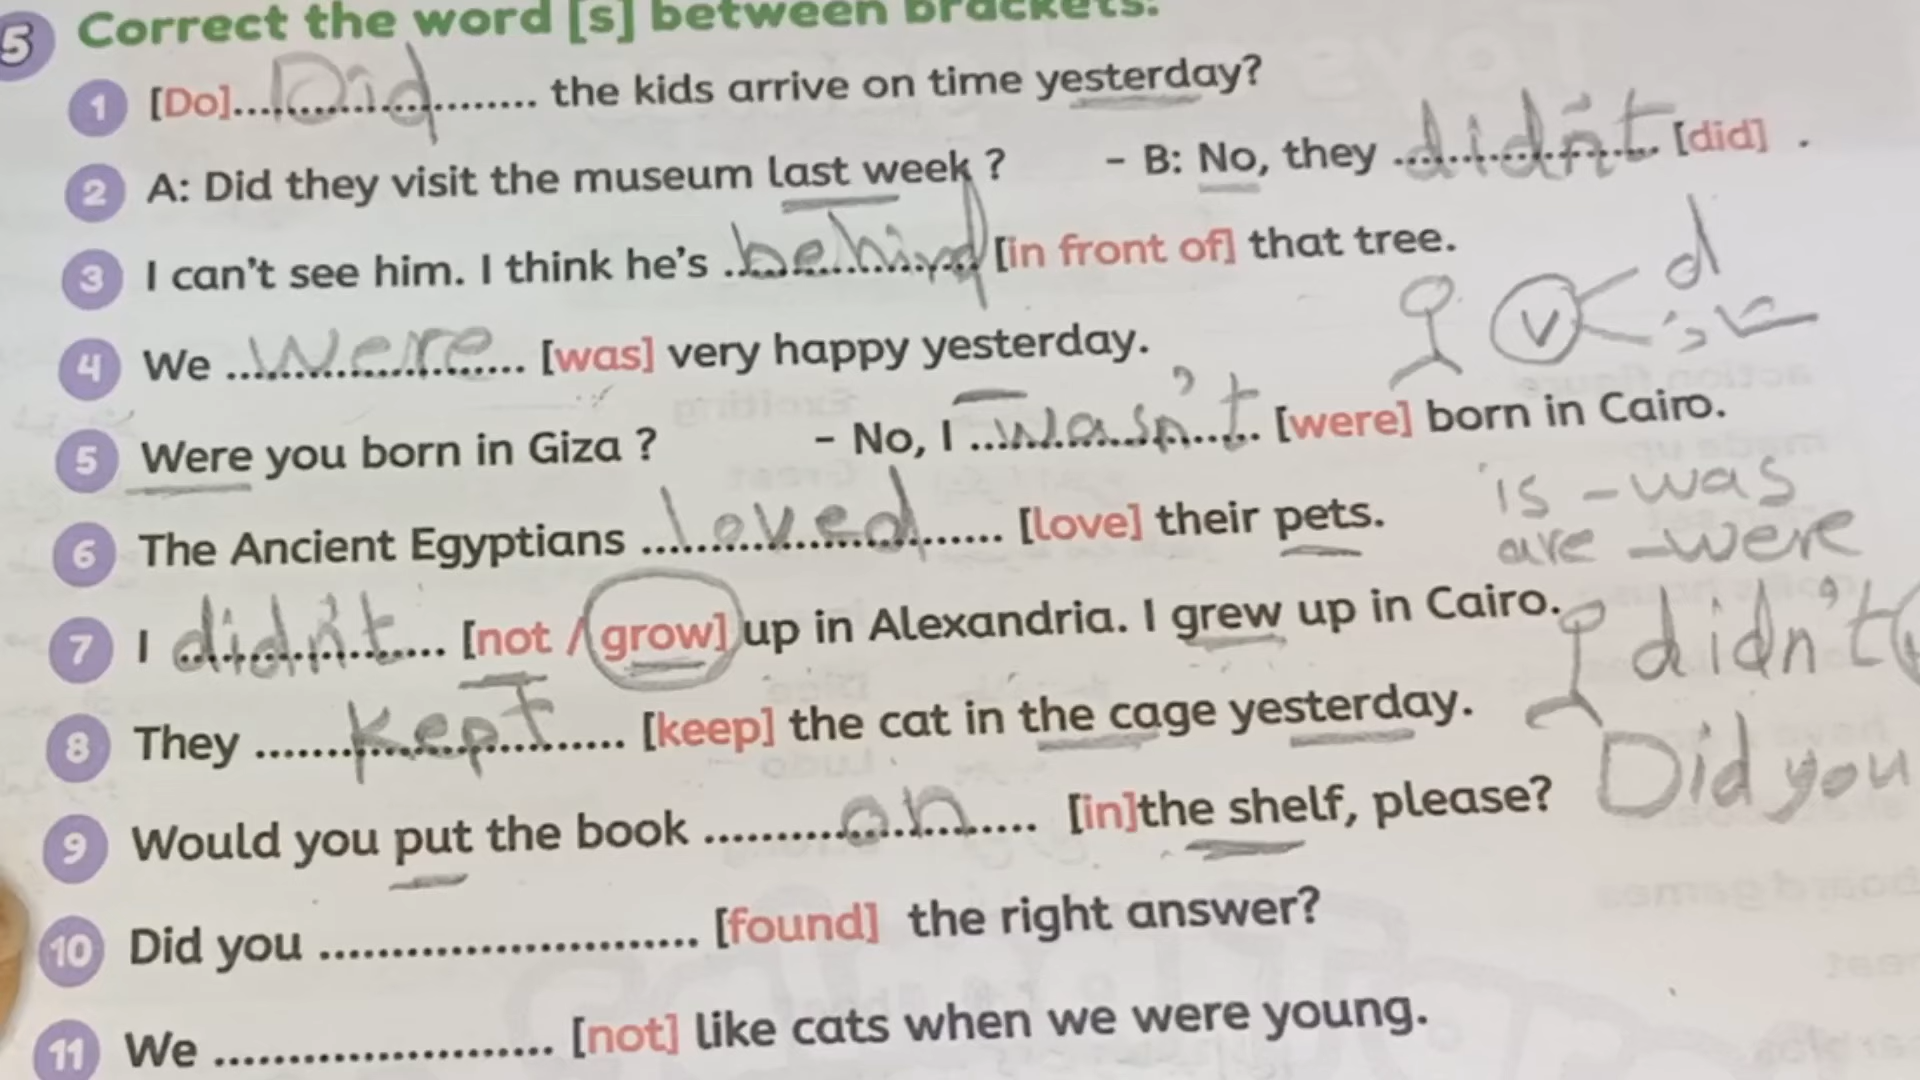 5 Correct the word [s] between brackets:
1 [Do]..... Did ..... the kids arrive on time yesterday?
2 A: Did they visit the museum last week ? - B: No, they ..... didn't ..... [did] .
3 I can't see him. I think he's ..... behind ..... [in front of] that tree.
d
V
4 We ..... were ..... [was] very happy yesterday.
5 Were you born in Giza ? - No, I ..... wasn't ..... [were] born in Cairo.
is - was
6 The Ancient Egyptians ..... loved ..... [love] their pets.
are - were
7 I ..... didn't ..... [not / grow] up in Alexandria. I grew up in Cairo.
didn't
8 They ..... kept ..... [keep] the cat in the cage yesterday.
Did you
9 Would you put the book ..... on ..... [in]the shelf, please?
10 Did you .......... [found] the right answer?
11 We .......... [not] like cats when we were young.